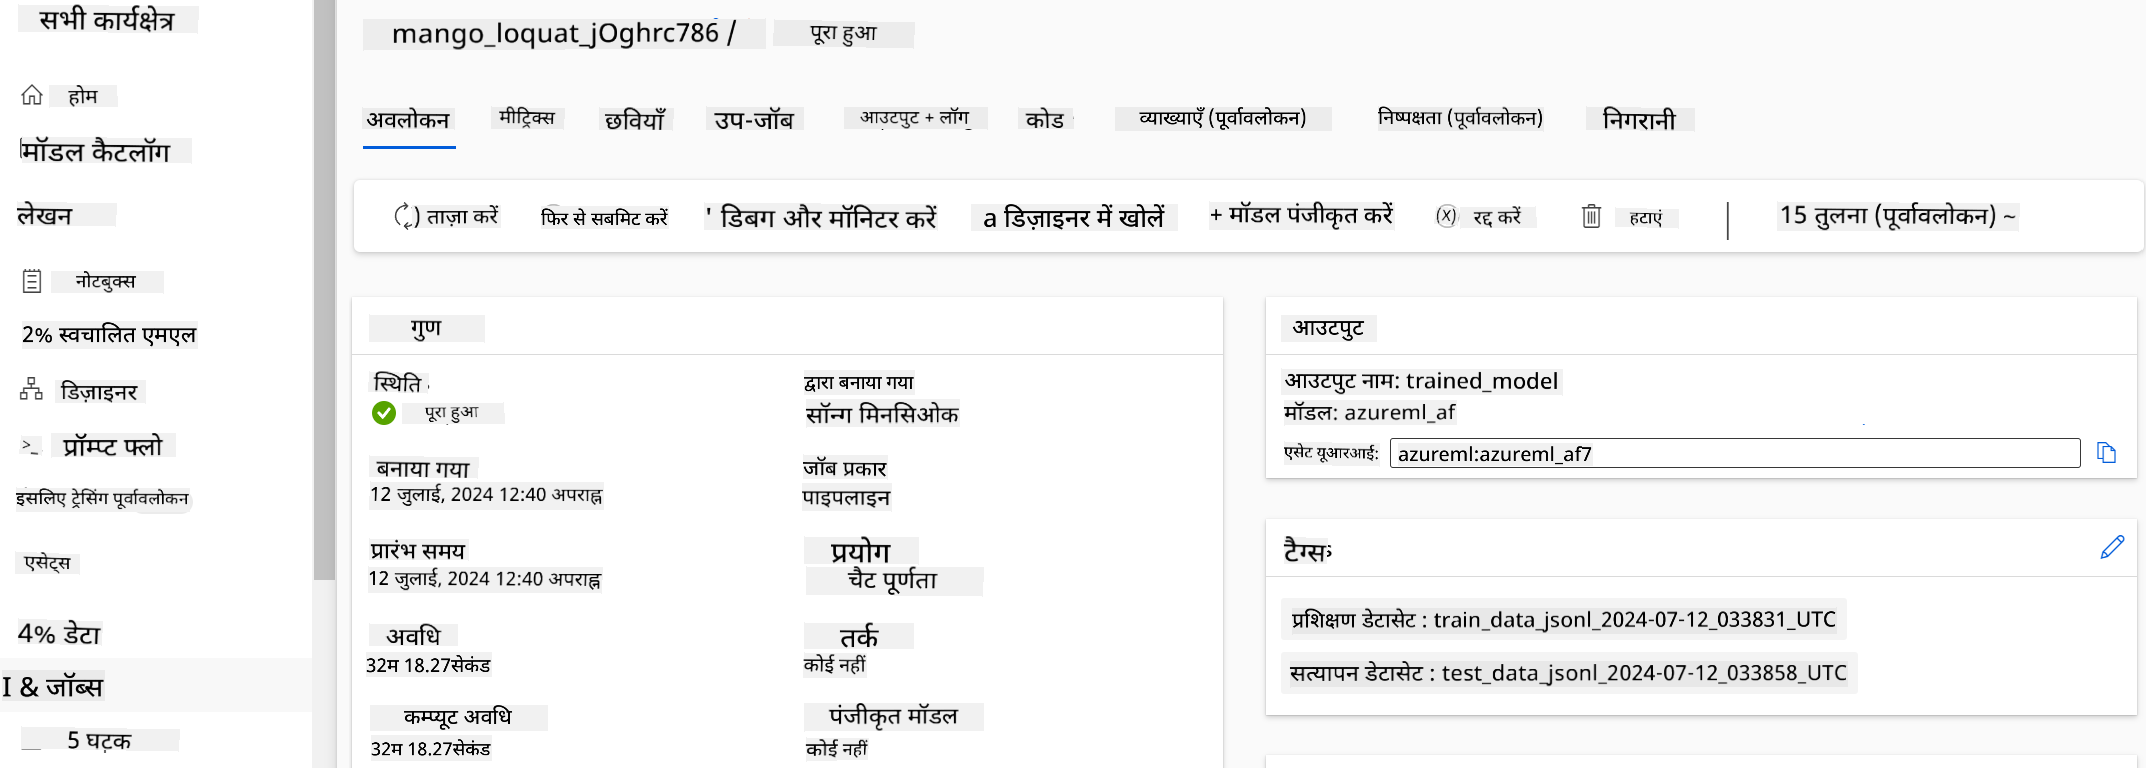 सभी कार्यक्षेत्र
होम
मॉडल कैटलॉग
लेखन
नोटबुक्स
2% स्वचालित एमएल
डिज़ाइनर
>_ प्रॉम्प्ट फ्लो
इसलिए ट्रेसिंग पूर्वावलोकन
एसेट्स
4% डेटा
I & जॉब्स
5 घटक
mango_loquat_jOghrc786 / पूरा हुआ
अवलोकन मीट्रिक्स छवियाँ उप-जॉब आउटपुट + लॉग कोड व्याख्याएँ (पूर्वावलोकन) निष्पक्षता (पूर्वावलोकन) निगरानी
ताज़ा करें फिर से सबमिट करें ' डिबग और मॉनिटर करें a डिज़ाइनर में खोलें + मॉडल पंजीकृत करें रद्द करें हटाएं 15 तुलना (पूर्वावलोकन) ~
गुण
स्थिति
पूरा हुआ
बनाया गया
12 जुलाई, 2024 12:40 अपराह्न
प्रारंभ समय
12 जुलाई, 2024 12:40 अपराह्न
अवधि
32म 18.27सेकंड
कम्प्यूट अवधि
32म 18.27सेकंड
द्वारा बनाया गया
सॉन्ग मिनसिओक
जॉब प्रकार
पाइपलाइन
प्रयोग
चैट पूर्णता
तर्क
कोई नहीं
पंजीकृत मॉडल
कोई नहीं
आउटपुट
आउटपुट नाम: trained_model
मॉडल: azureml_af
एसेट यूआरआई: azureml:azureml_af7
टैग्स
प्रशिक्षण डेटासेट : train_data_jsonl_2024-07-12_033831_UTC
सत्यापन डेटासेट : test_data_jsonl_2024-07-12_033858_UTC